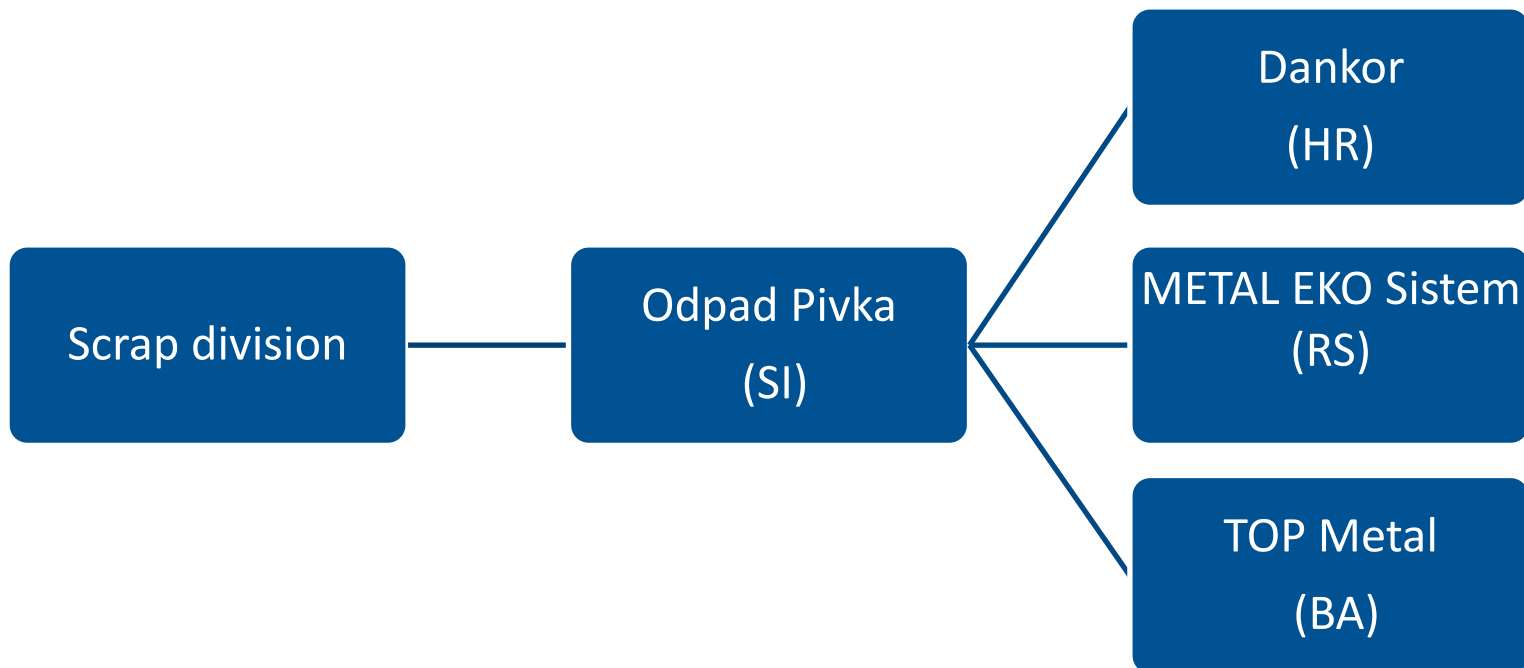 Scrap division
Odpad Pivka
(SI)
Dankor
(HR)
METAL EKO Sistem
(RS)
TOP Metal
(BA)